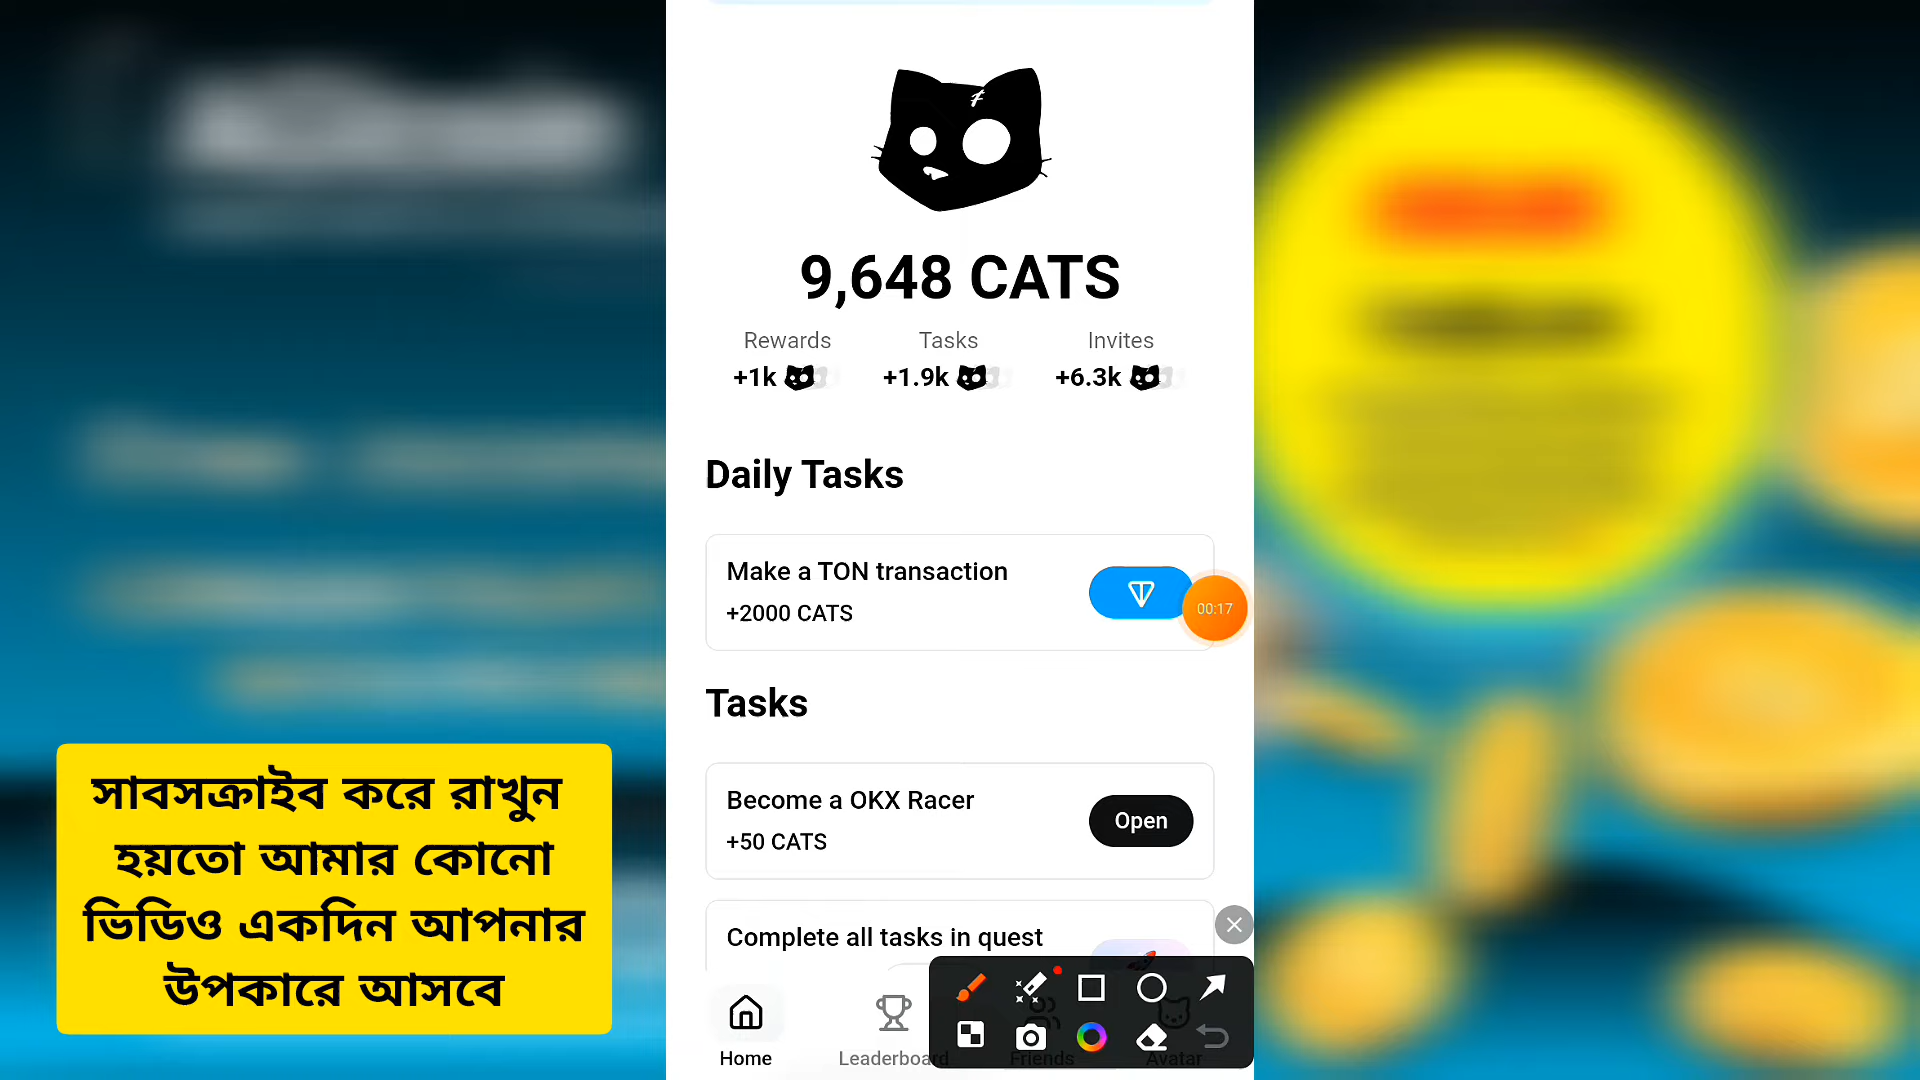 9,648 CATS
Rewards
Tasks
Invites
+1k
+1.9k
+6.3k
Daily Tasks
Make a TON transaction
+2000 CATS
00:17
Tasks
Become a OKX Racer
+50 CATS
Open
Complete all tasks in quest
Home
Leaderboard
Friends
Avatar
সাবসক্রাইব করে রাখুন
হয়তো আমার কোনো
ভিডিও একদিন আপনার
উপকারে আসবে